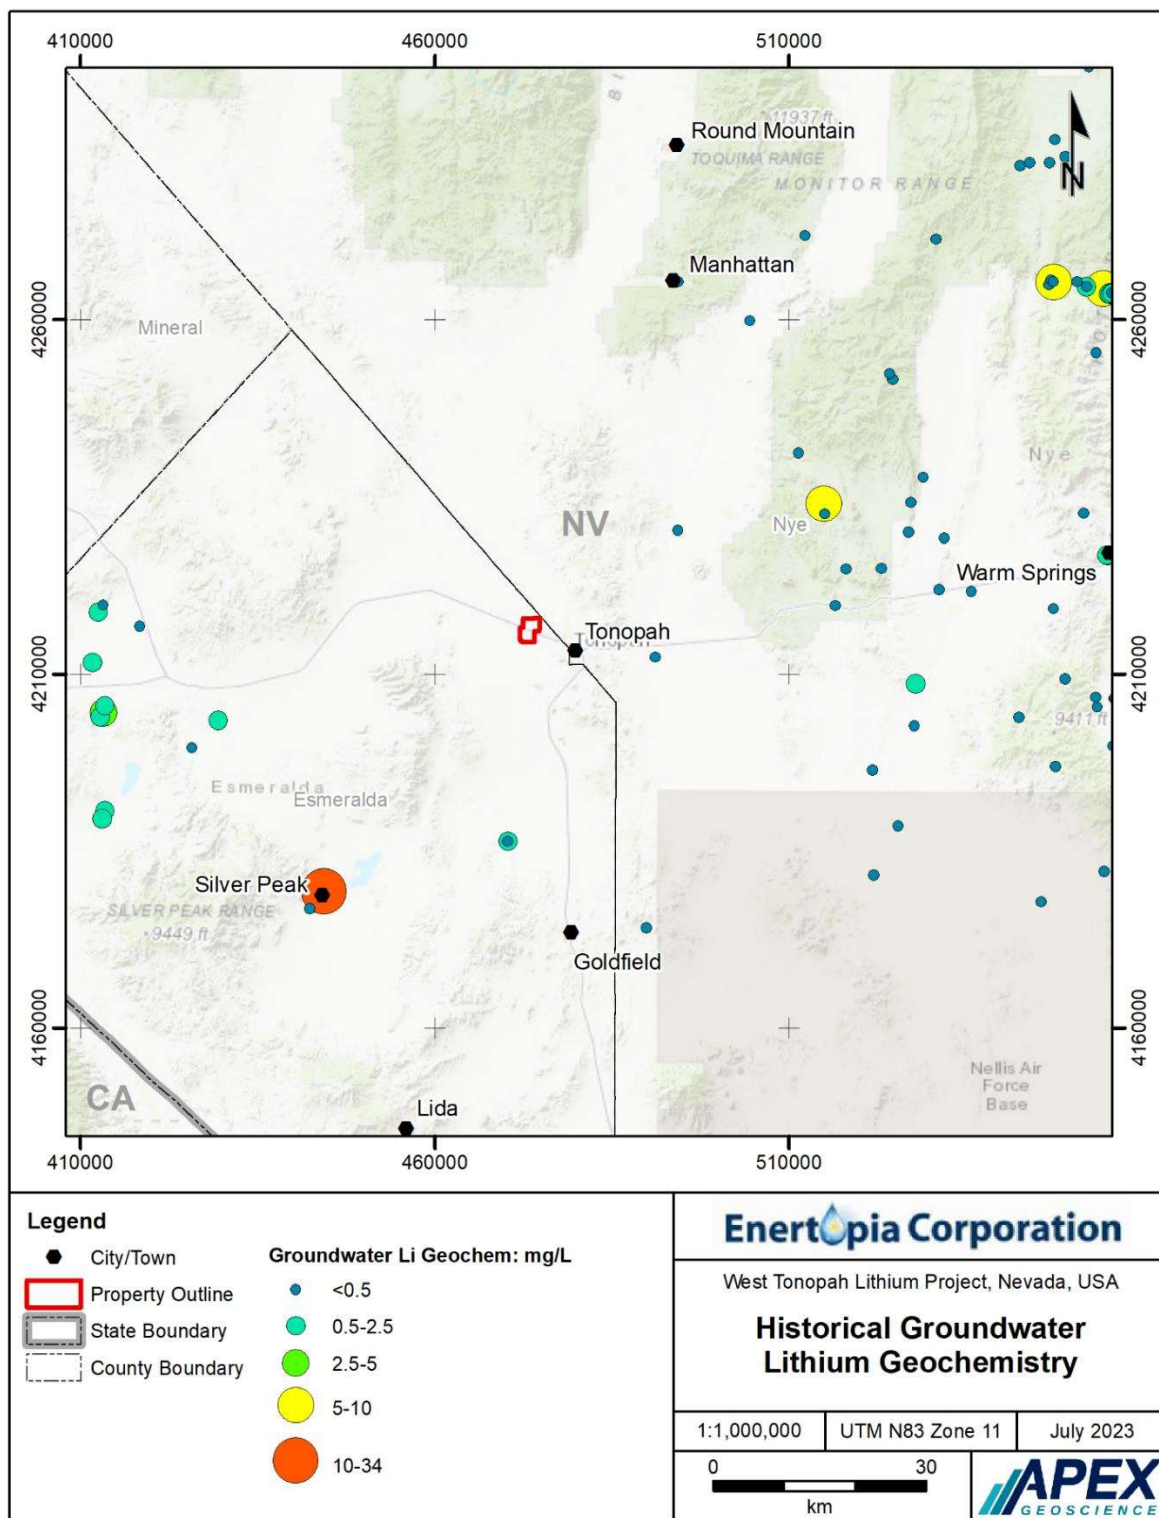 410000
460000
510000
BI
11937 ft
Round Mountain
TOQUIMA RANGE
MONITOR RANGE
N
Manhattan
4260000
4260000
Mineral
Nye
NV
Nye
Warm Springs
Tonopah
Tonopah
4210000
4210000
9411 ft
Esmeralda
Esmeralda
Silver Peak
SILVER PEAK RANGE
9449 ft
Goldfield
4160000
4160000
Nellis Air
Force
Base
CA
Lida
410000
460000
510000
Legend
City/Town
Property Outline
State Boundary
County Boundary
Groundwater Li Geochem: mg/L
<0.5
0.5-2.5
2.5-5
5-10
10-34
Enertopia Corporation
West Tonopah Lithium Project, Nevada, USA
Historical Groundwater
Lithium Geochemistry
1:1,000,000
UTM N83 Zone 11
July 2023
0
30
km
APEX
GEOSCIENCE